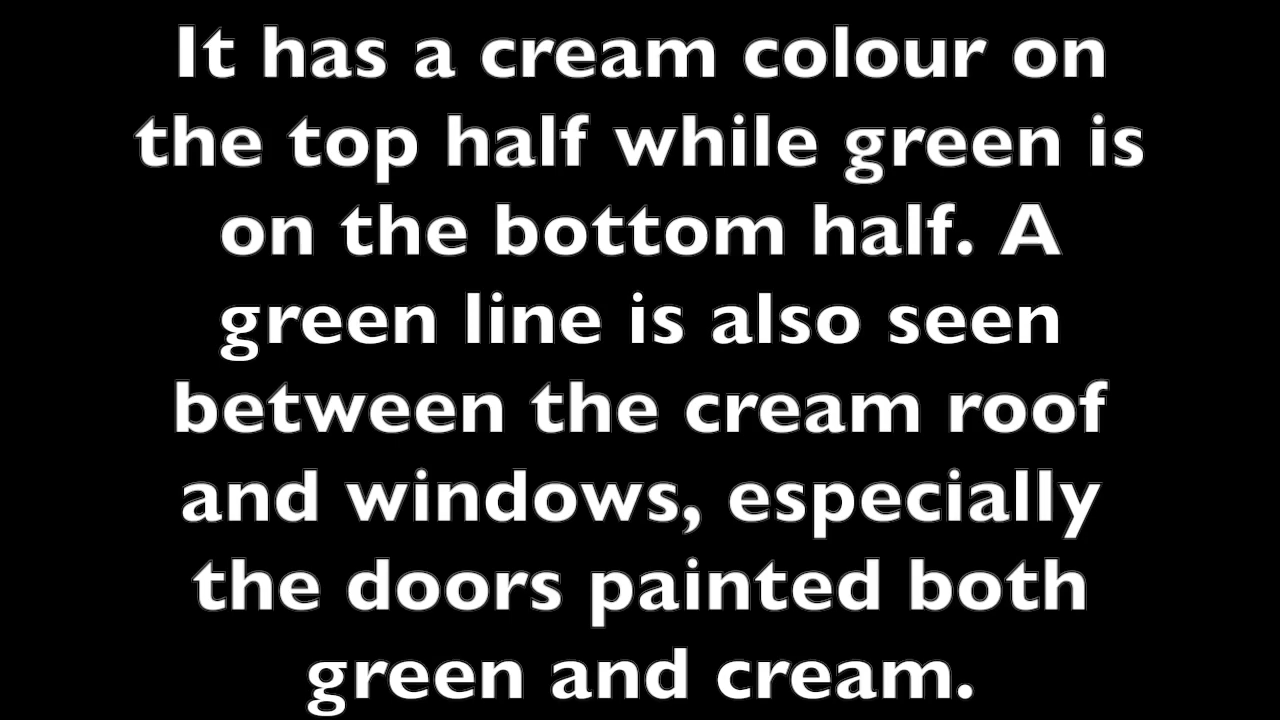 It has a cream colour on
the top half while green is
on the bottom half. A
green line is also seen
between the cream roof
and windows, especially
the doors painted both
green and cream.